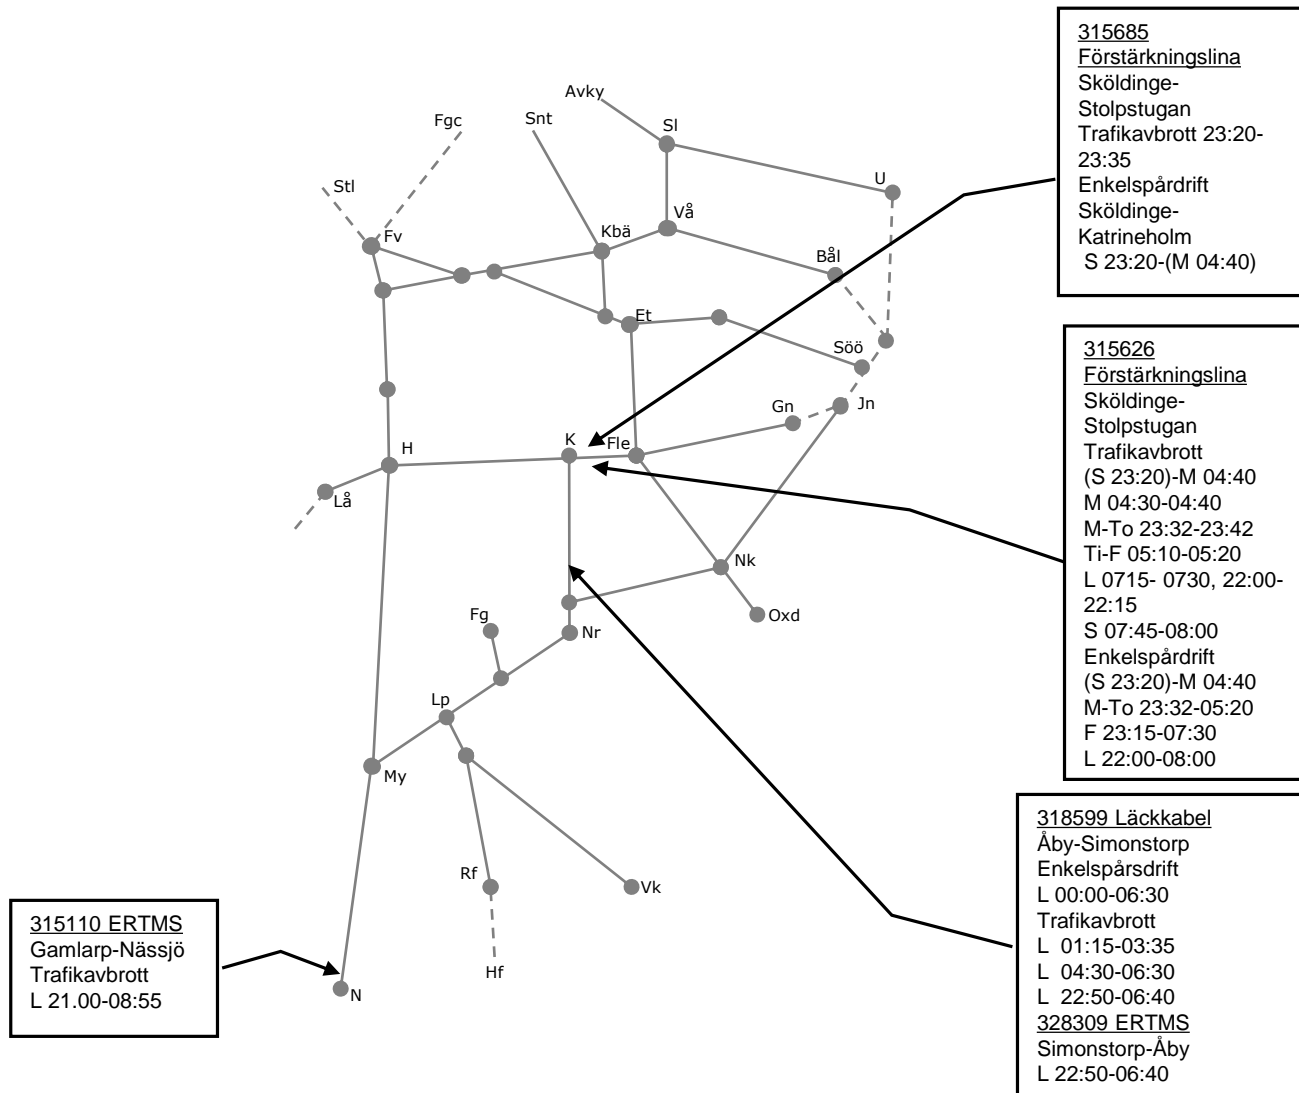 315685
Förstärkningslina
Sköldinge-
Stolpstugan
Trafikavbrott 23:20-
23:35
Enkelspårdrift
Sköldinge-
Katrineholm
S 23:20-(M 04:40)
Avky
Snt
Fgc
Sl
Stl
U
Vå
Kbä
Fv
Bål
Et
Söö
Jn
Gn
K
Fle
H
Lå
Nk
Oxd
Fg
Nr
Lp
My
Rf
Vk
Hf
N
315626
Förstärkningslina
Sköldinge-
Stolpstugan
Trafikavbrott
(S 23:20)-M 04:40
M 04:30-04:40
M-To 23:32-23:42
Ti-F 05:10-05:20
L 0715- 0730, 22:00-
22:15
S 07:45-08:00
Enkelspårdrift
(S 23:20)-M 04:40
M-To 23:32-05:20
F 23:15-07:30
L 22:00-08:00
318599 Läckkabel
Åby-Simonstorp
Enkelspårsdrift
L 00:00-06:30
Trafikavbrott
L 01:15-03:35
L 04:30-06:30
L 22:50-06:40
328309 ERTMS
Simonstorp-Åby
L 22:50-06:40
315110 ERTMS
Gamlarp-Nässjö
Trafikavbrott
L 21.00-08:55